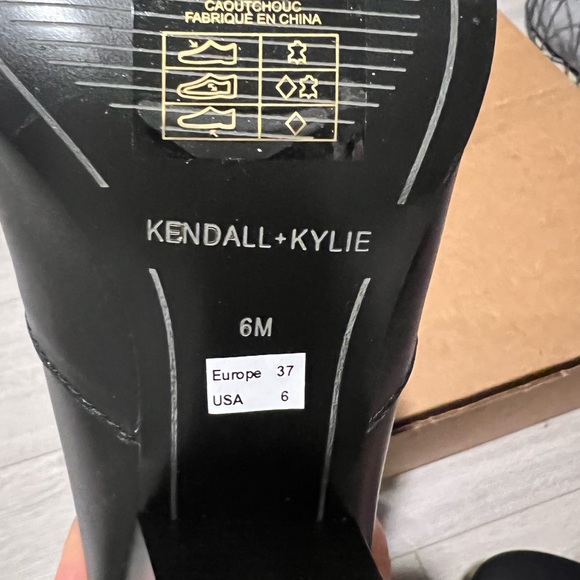 CAOUTCHOUC
FABRIQUÉ EN CHINA
KENDALL+KYLIE
6M
Europe 37
USA 6